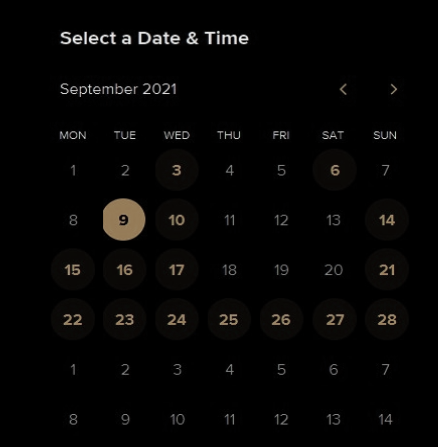 Select a Date & Time
September 2021
MON TUE WED THU FRI SAT SUN
1 2 3 4 5 6 7
8 9 10 11 12 13 14
15 16 17 18 19 20 21
22 23 24 25 26 27 28
1 2 3 4 5 6 7
8 9 10 11 12 13 14